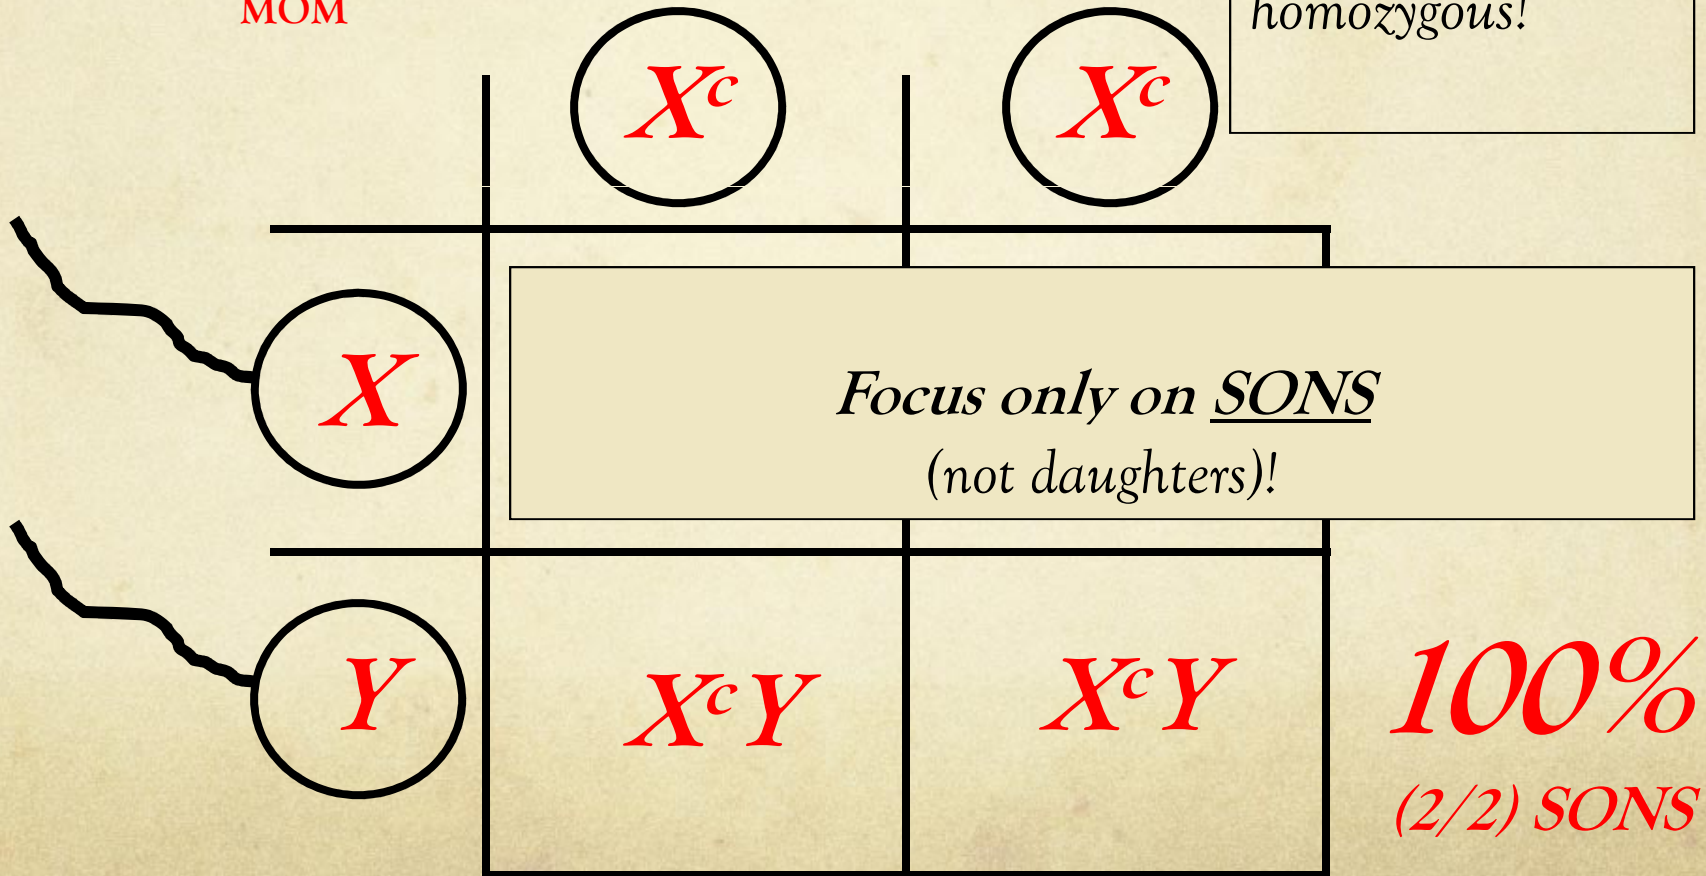 MOM
homozygous!
Xᶜ Xᶜ
X
Focus only on SONS
(not daughters)!
Y XᶜY XᶜY 100%
(2/2) SONS